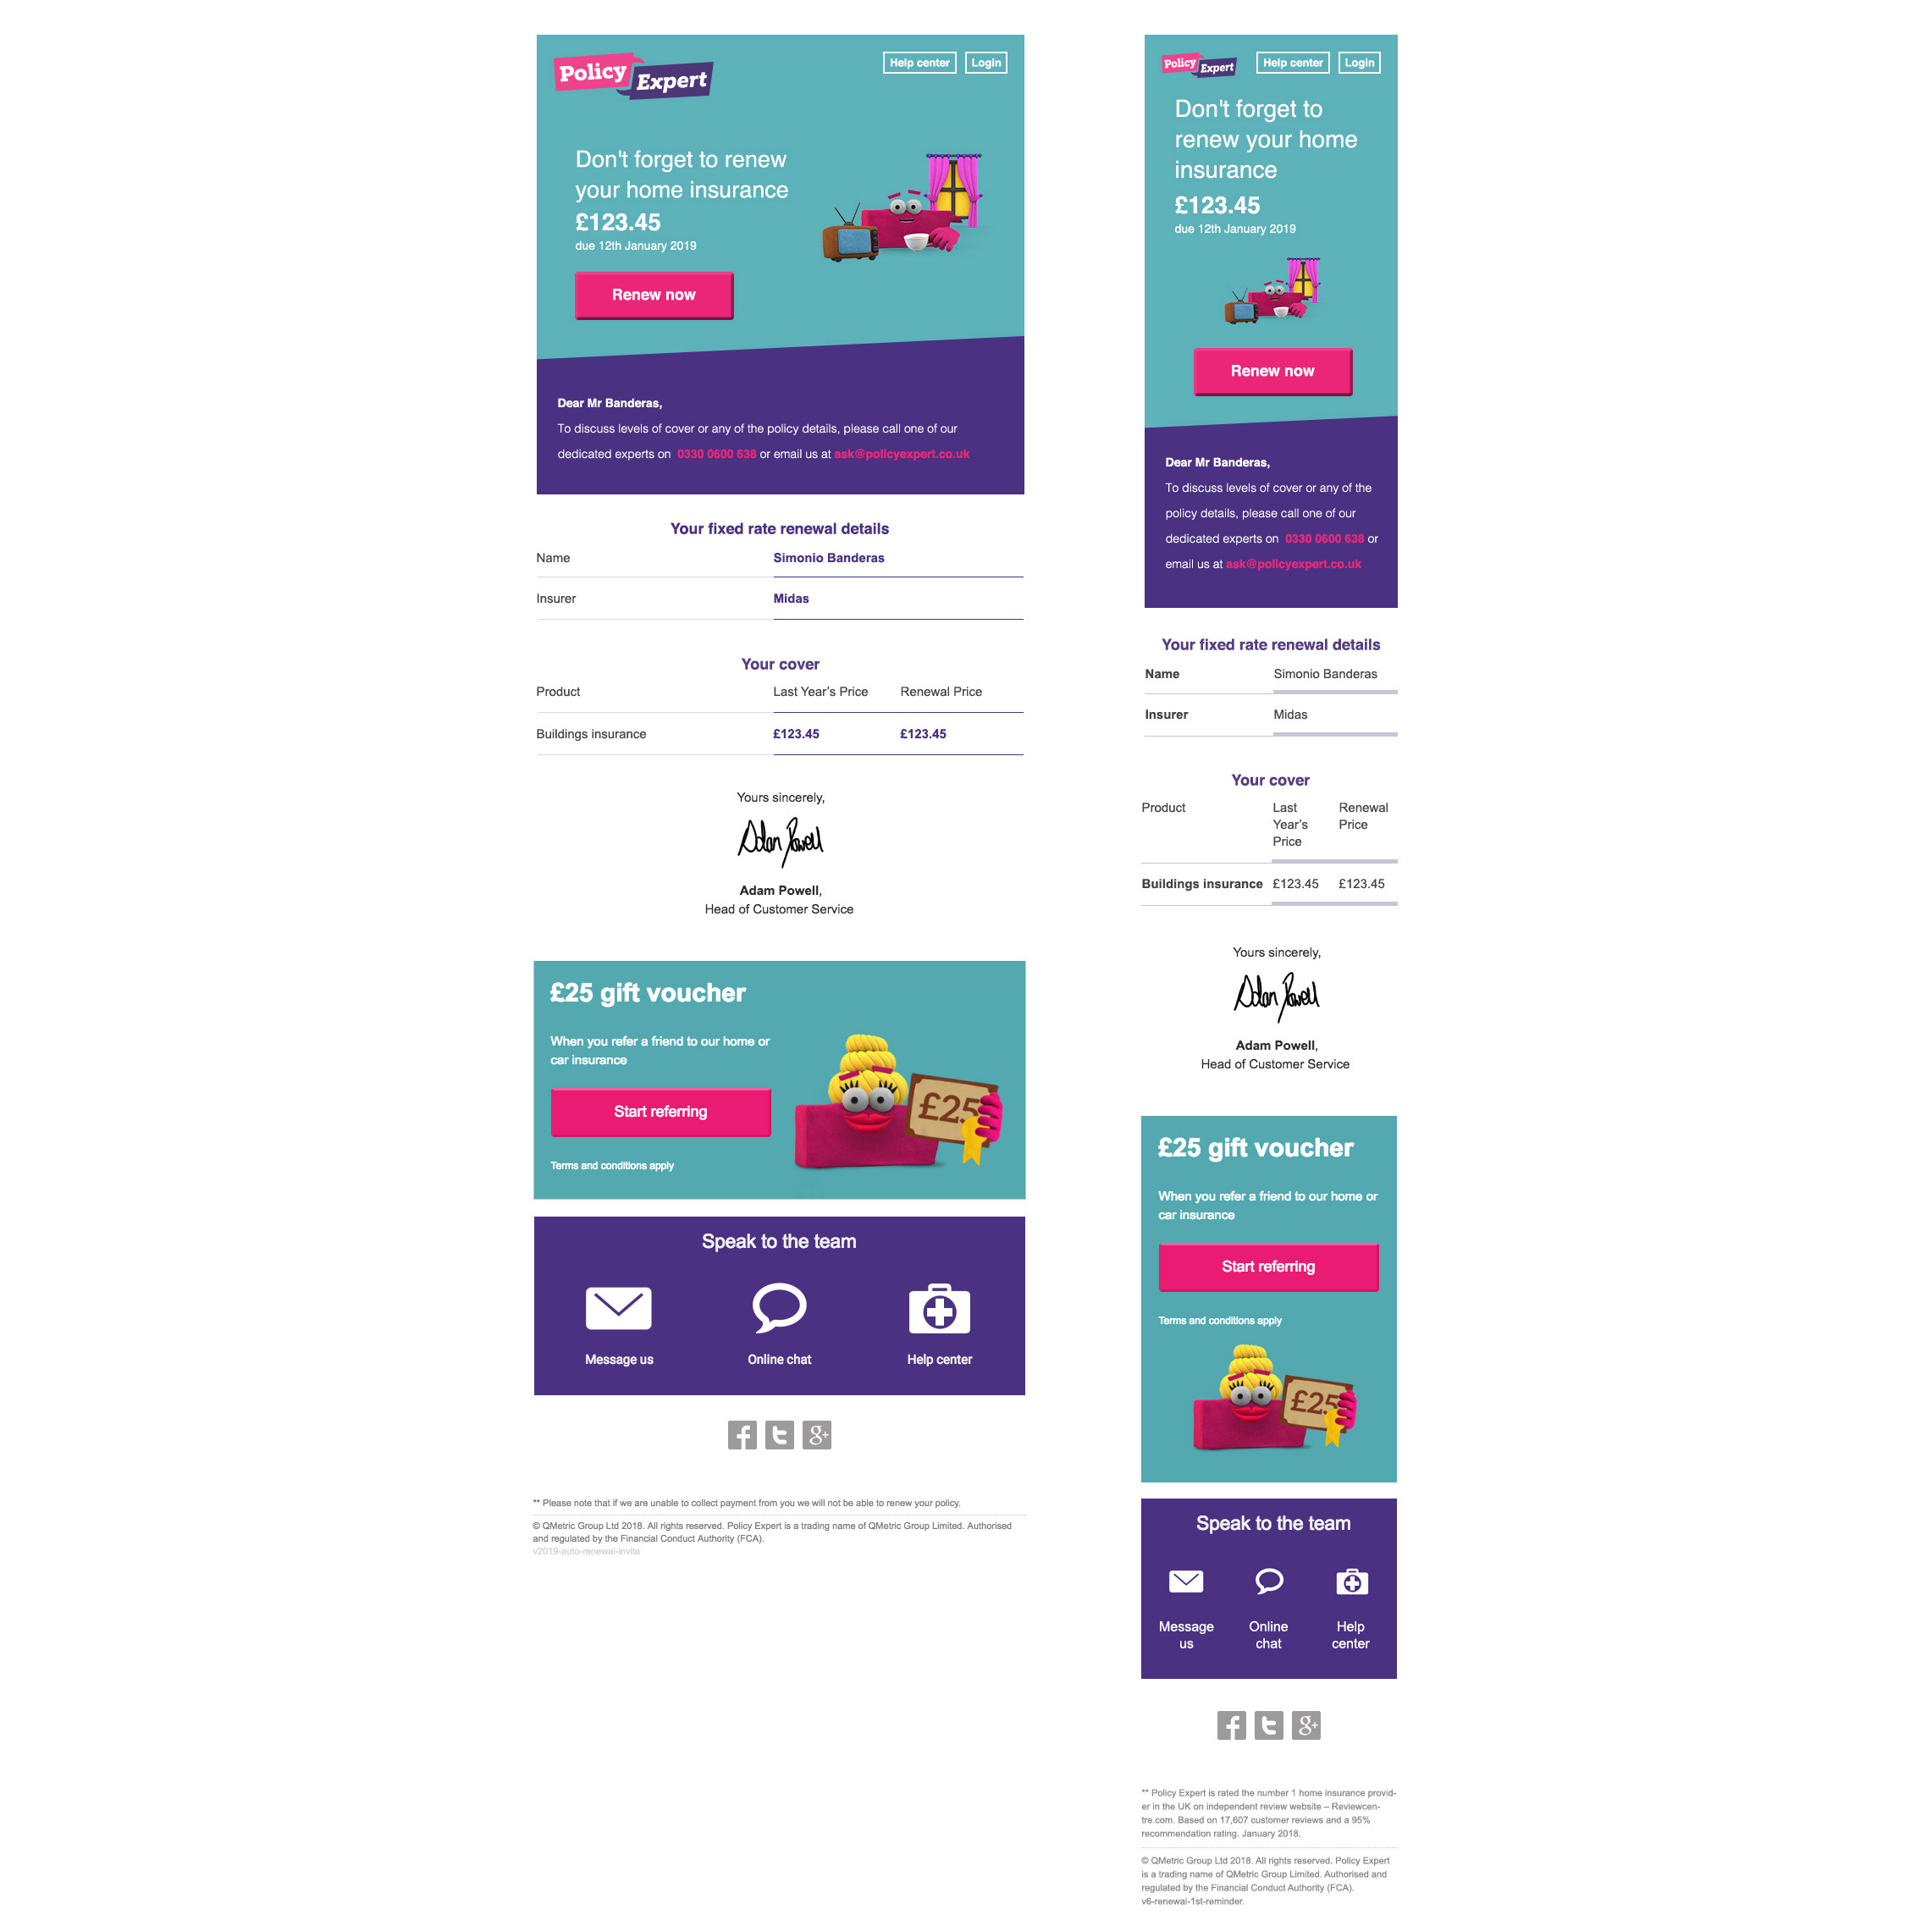 Policy
Expert
Help center
Login
Don't forget to renew
your home insurance
£123.45
due 12th January 2019
Renew now
Dear Mr Banderas,
To discuss levels of cover or any of the policy details, please call one of our
dedicated experts on 0330 0600 638 or email us at ask@policyexpert.co.uk
Your fixed rate renewal details
Name Simonio Banderas
Insurer Midas
Your cover
Product Last Year's Price Renewal Price
Buildings insurance £123.45 £123.45
Yours sincerely,
Adam Powell
Adam Powell,
Head of Customer Service
£25 gift voucher
When you refer a friend to our home or
car insurance
Start referring
Terms and conditions apply
£25
Speak to the team
Message us Online chat Help center
** Please note that if we are unable to collect payment from you we will not be able to renew your policy.
© QMetric Group Ltd 2018. All rights reserved. Policy Expert is a trading name of QMetric Group Limited. Authorised
and regulated by the Financial Conduct Authority (FCA).
v2019-auto-renewal-invite
Policy
Expert
Help center
Login
Don't forget to
renew your home
insurance
£123.45
due 12th January 2019
Renew now
Dear Mr Banderas,
To discuss levels of cover or any of the
policy details, please call one of our
dedicated experts on 0330 0600 638 or
email us at ask@policyexpert.co.uk
Your fixed rate renewal details
Name Simonio Banderas
Insurer Midas
Your cover
Product Last Renewal
Year's Price
Price
Buildings insurance £123.45 £123.45
Yours sincerely,
Adam Powell
Adam Powell,
Head of Customer Service
£25 gift voucher
When you refer a friend to our home or
car insurance
Start referring
Terms and conditions apply
£25
Speak to the team
Message Online Help
us chat center
** Policy Expert is rated the number 1 home insurance provid-
er in the UK on independent review website – Reviewcen-
tre.com. Based on 17,607 customer reviews and a 95%
recommendation rating. January 2018.
© QMetric Group Ltd 2018. All rights reserved. Policy Expert
is a trading name of QMetric Group Limited. Authorised and
regulated by the Financial Conduct Authority (FCA).
v6-renewal-1st-reminder.